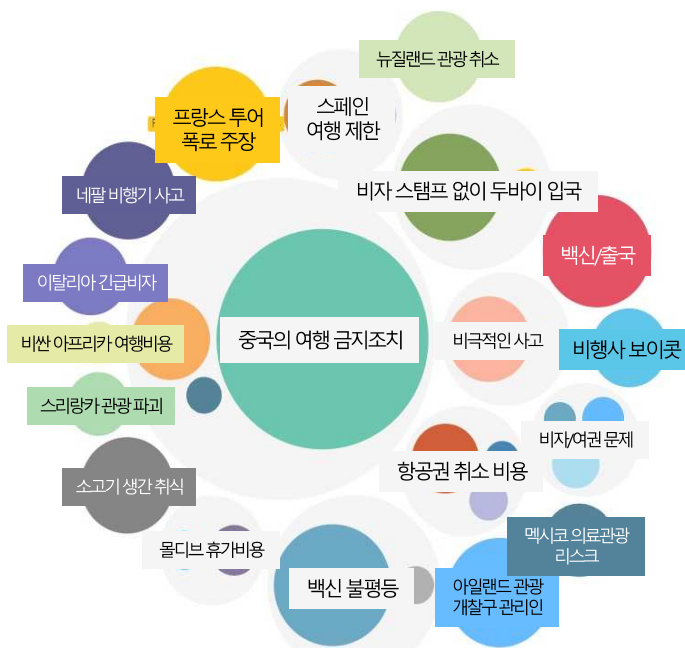 뉴질랜드 관광 취소
프랑스 투어
폭로 주장
스페인
여행 제한
비자 스탬프 없이 두바이 입국
네팔 비행기 사고
백신/출국
이탈리아 긴급비자
비싼 아프리카 여행비용
중국의 여행 금지조치
비극적인 사고
비행사 보이콧
스리랑카 관광 파괴
비자/여권 문제
항공권 취소 비용
소고기 생간 취식
몰디브 휴가비용
멕시코 의료관광
리스크
백신 불평등
아일랜드 관광
개찰구 관리인